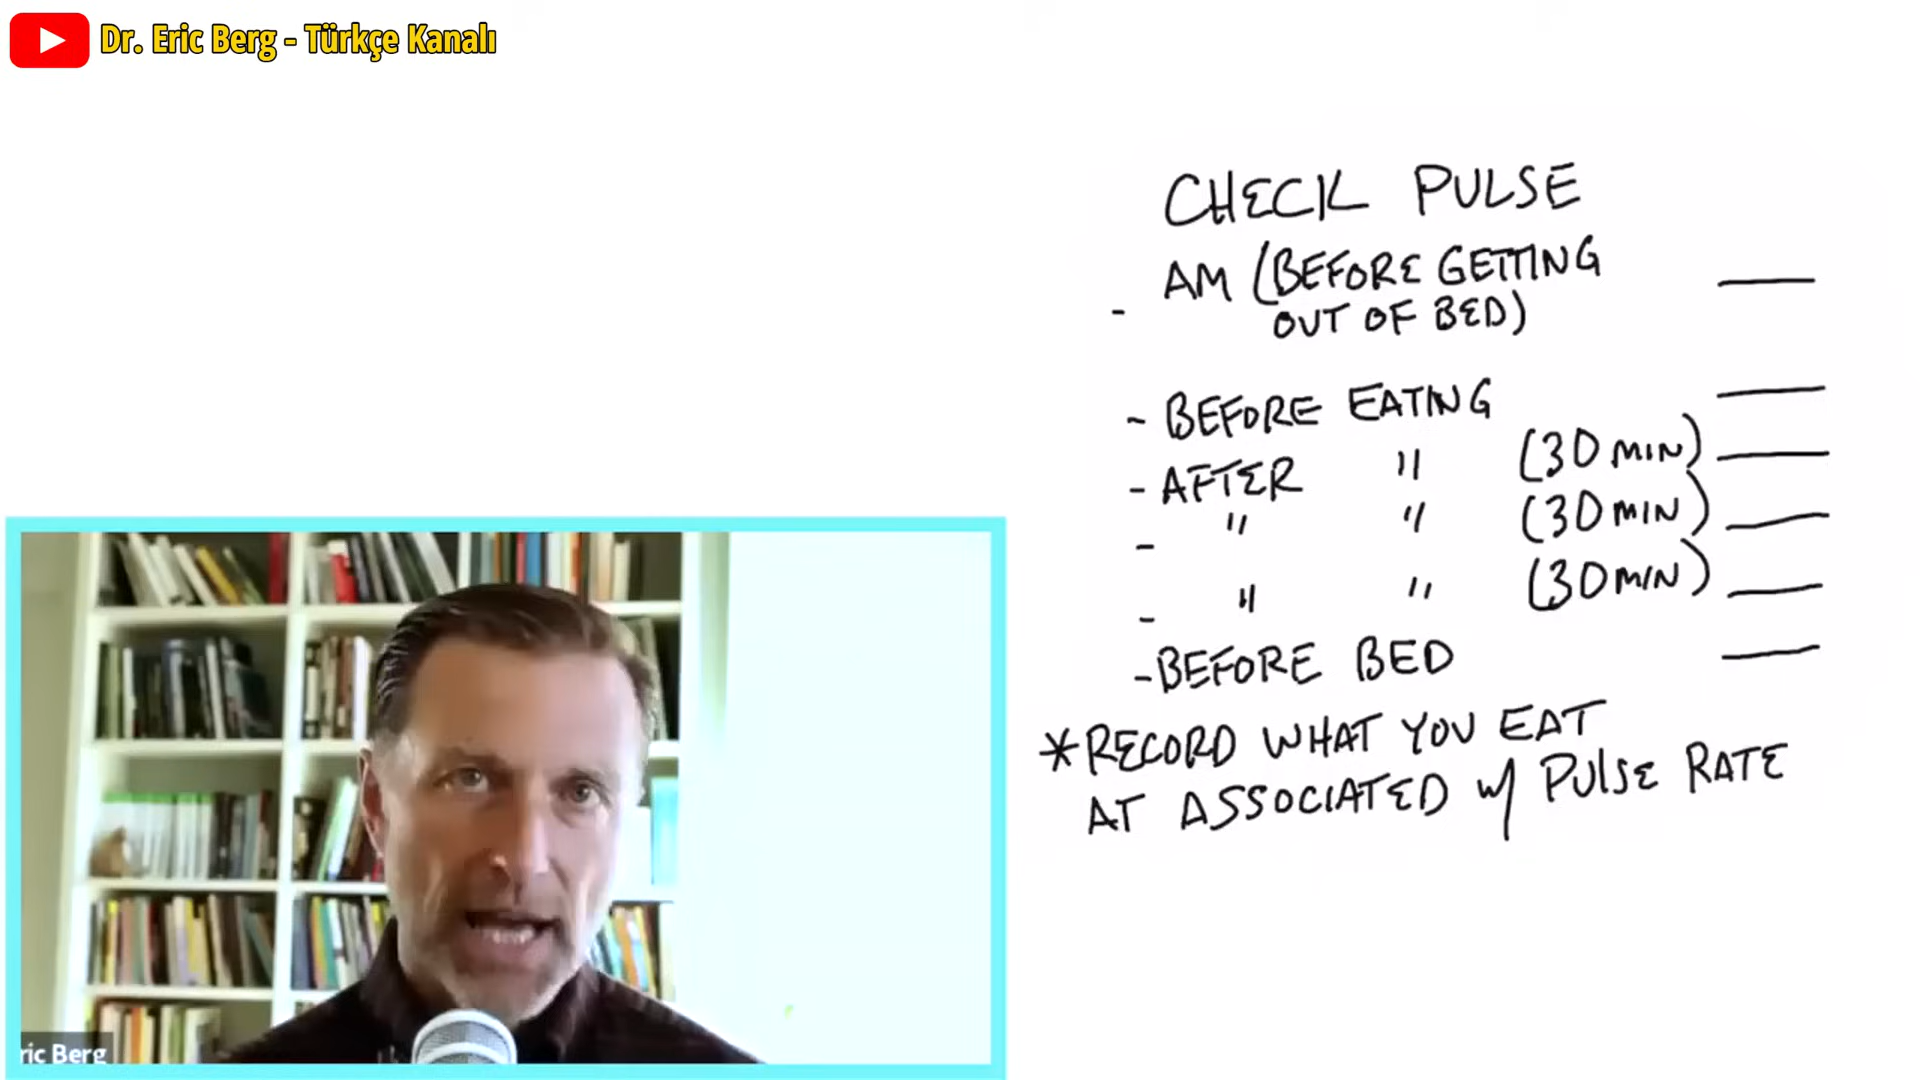 Dr. Eric Berg - Türkçe Kanalı
CHECK PULSE
- AM (BEFORE GETTING
OUT OF BED)
- BEFORE EATING
- AFTER " (30 MIN)
- " " (30 MIN)
- " " (30 MIN)
- BEFORE BED
* RECORD WHAT YOU EAT
AT ASSOCIATED W/ PULSE RATE
ric Berg